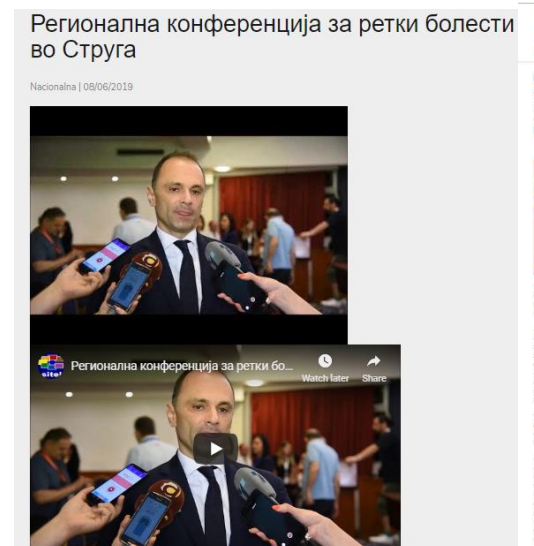 Регионална конференција за ретки болести
во Струга
Nacionalna | 08/06/2019
sitel
Регионална конференција за ретки бо...
Watch later
Share